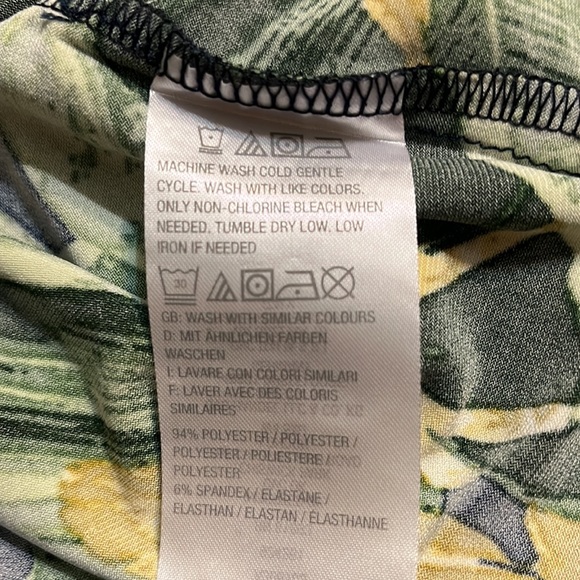 MACHINE WASH COLD GENTLE
CYCLE. WASH WITH LIKE COLORS.
ONLY NON-CHLORINE BLEACH WHEN
NEEDED. TUMBLE DRY LOW. LOW
IRON IF NEEDED
30
GB: WASH WITH SIMILAR COLOURS
D: MIT ÄHNLICHEN FARBEN
WASCHEN
I: LAVARE CON COLORI SIMILARI
F: LAVER AVEC DES COLORIS
SIMILAIRES
94% POLYESTER / POLYESTER /
POLYESTER / POLIESTERE /
POLYESTER
6% SPANDEX / ELASTANE /
ELASTHAN / ELASTAN / ÉLASTHANNE